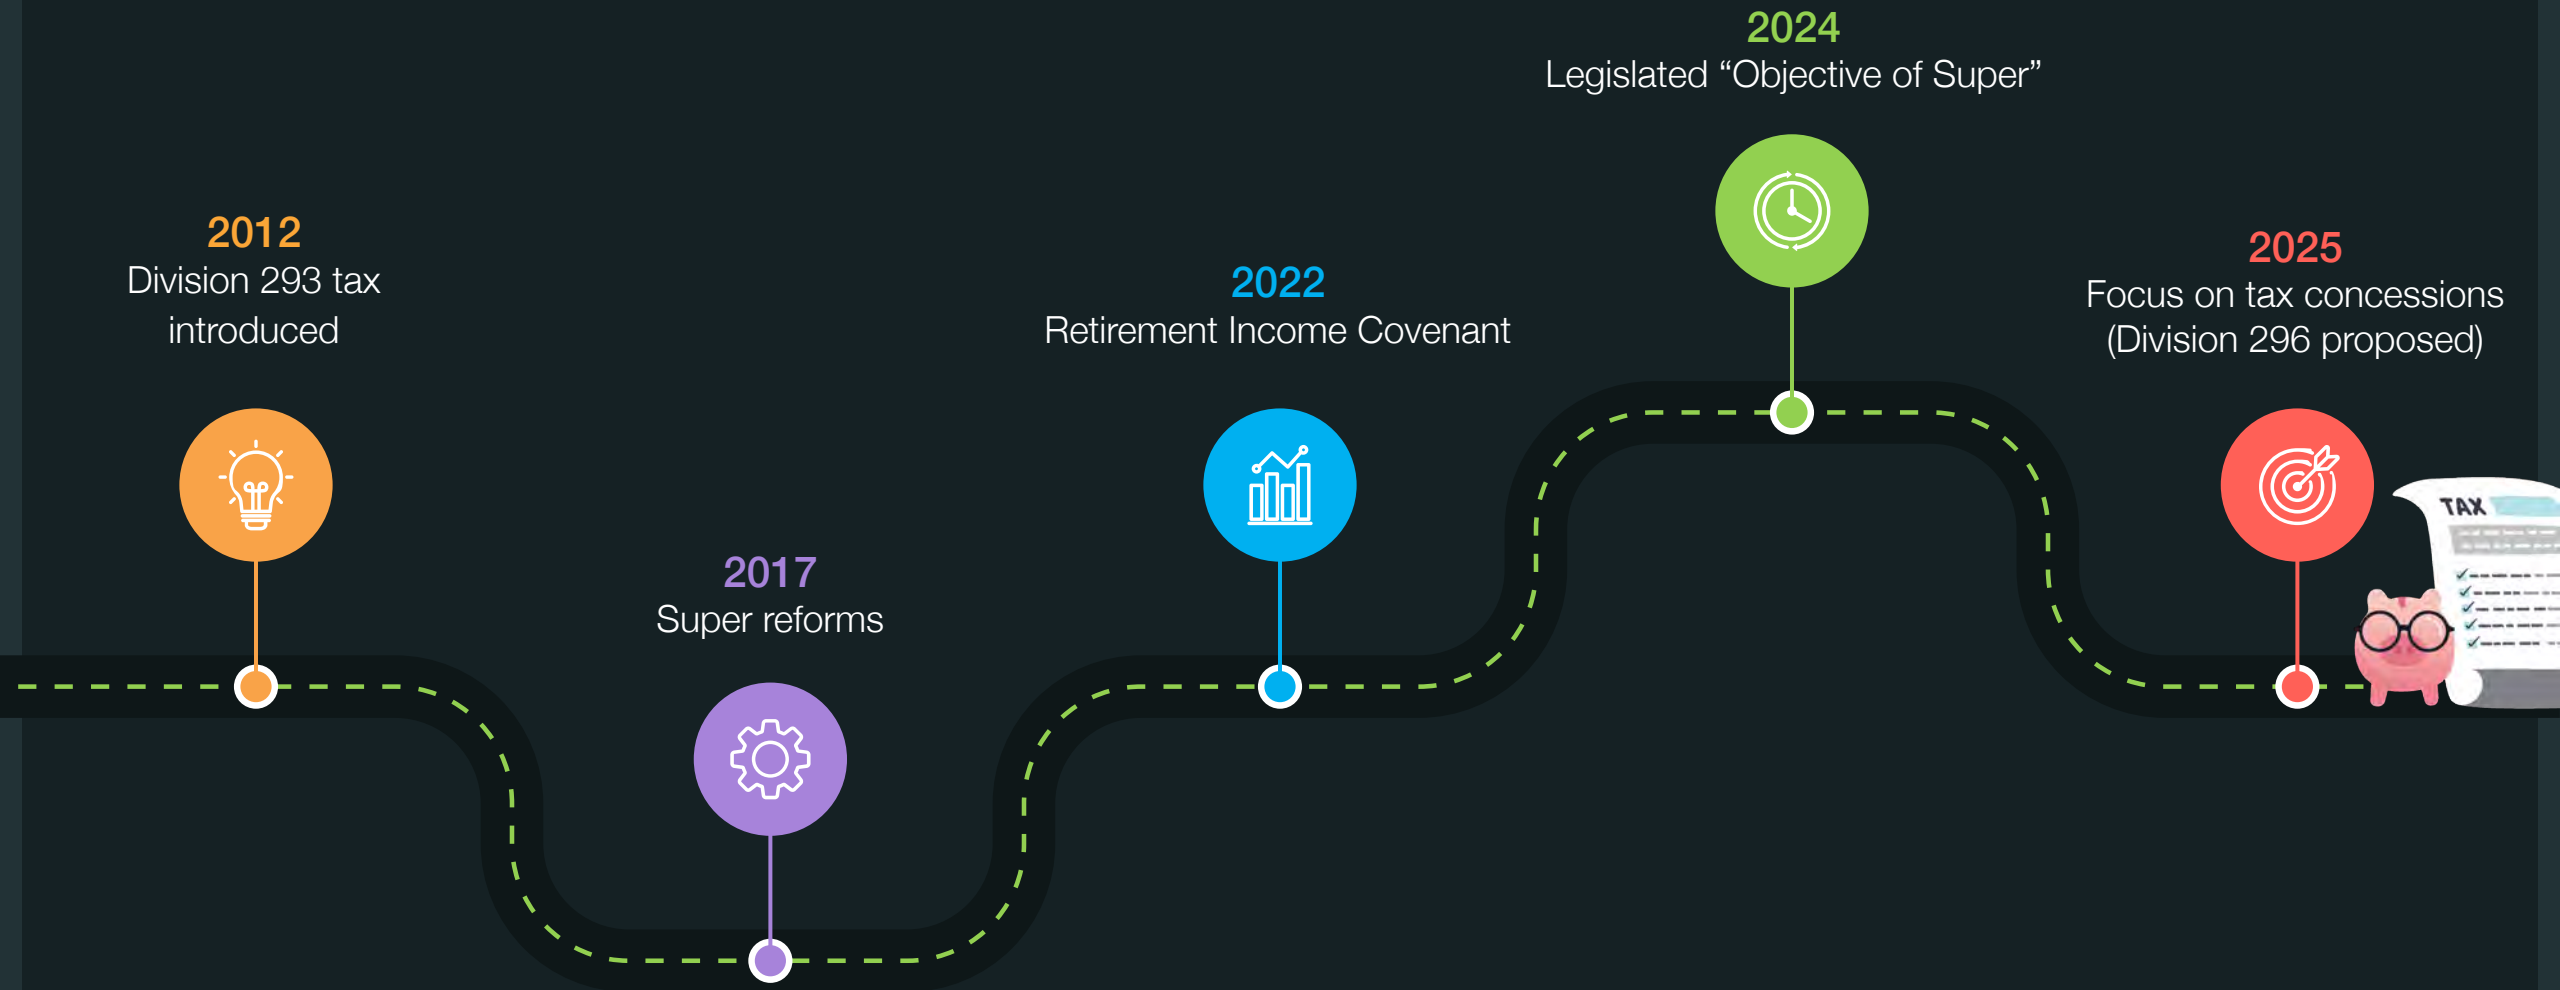 2012
Division 293 tax
introduced
2017
Super reforms
2022
Retirement Income Covenant
2024
Legislated “Objective of Super”
2025
Focus on tax concessions
(Division 296 proposed)
TAX